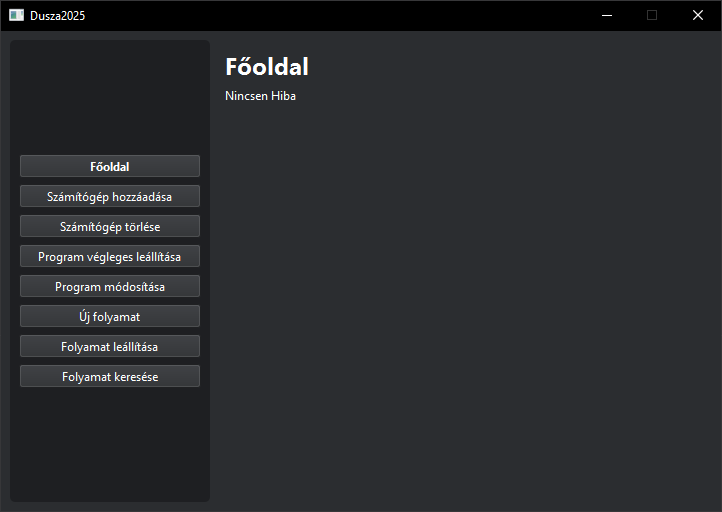 Dusza2025
Főoldal
Számítógép hozzáadása
Számítógép törlése
Program végleges leállítása
Program módosítása
Új folyamat
Folyamat leállítása
Folyamat keresése
Főoldal
Nincsen Hiba